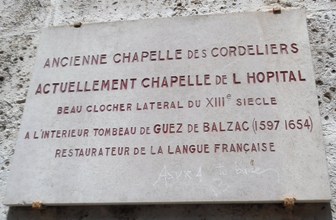 ANCIENNE CHAPELLE DES CORDELIERS
ACTUELLEMENT CHAPELLE DE L HOPITAL
BEAU CLOCHER LATERAL DU XIIIᵉ SIECLE
A L'INTERIEUR TOMBEAU DE GUEZ DE BALZAC (1597 1654)
RESTAURATEUR DE LA LANGUE FRANÇAISE